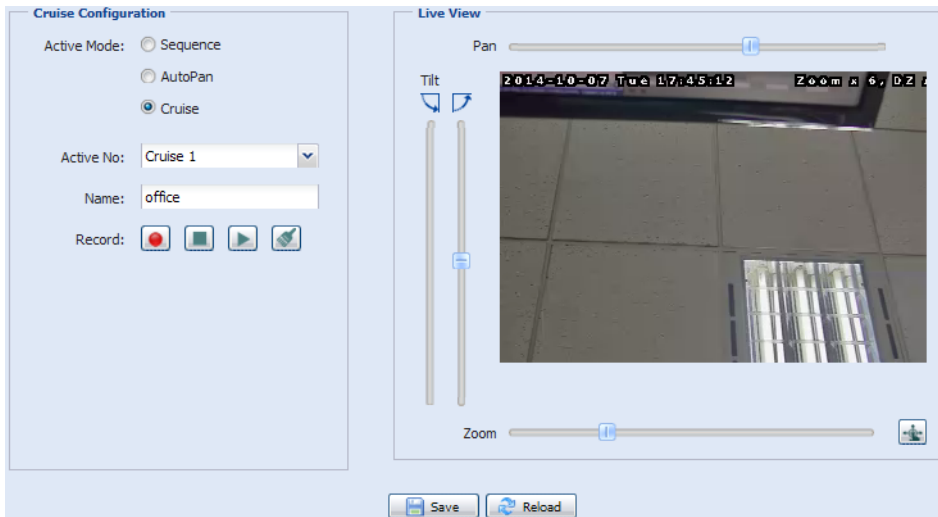 Cruise Configuration
Active Mode:
Sequence
AutoPan
Cruise
Active No:
Cruise 1
Name:
office
Record:
Live View
Pan
Tilt
2014-10-07 Tue 17:45:12
Zoom x 6, DZ
Zoom
Save
Reload